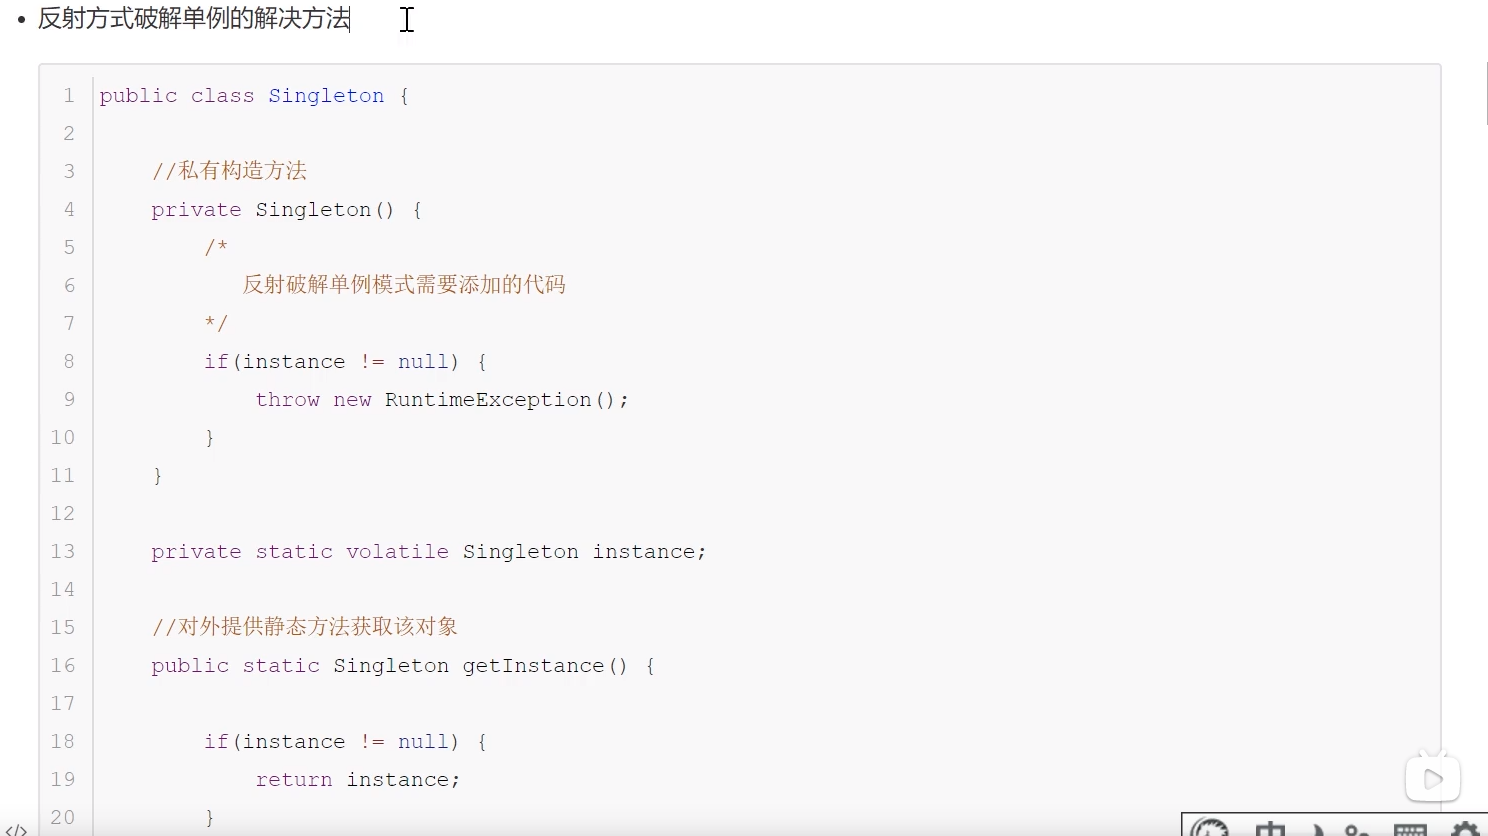 • 反射方式破解单例的解决方法
1 public class Singleton {
2
3 //私有构造方法
4 private Singleton() {
5 /*
6 反射破解单例模式需要添加的代码
7 */
8 if(instance != null) {
9 throw new RuntimeException();
10 }
11 }
12
13 private static volatile Singleton instance;
14
15 //对外提供静态方法获取该对象
16 public static Singleton getInstance() {
17
18 if(instance != null) {
19 return instance;
20 }
</>
中